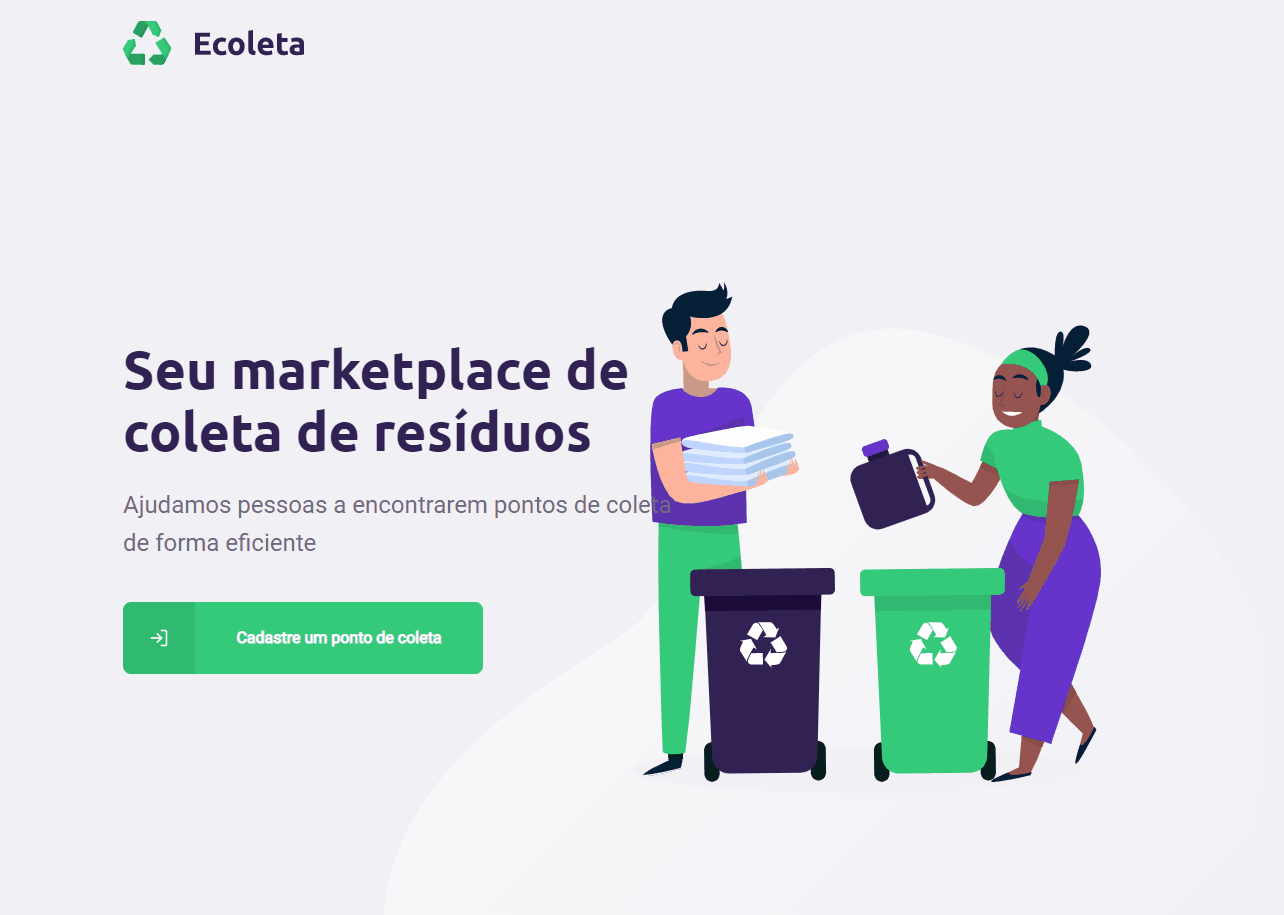 Ecoleta
Seu marketplace de
coleta de resíduos
Ajudamos pessoas a encontrarem pontos de coleta
de forma eficiente
Cadastre um ponto de coleta